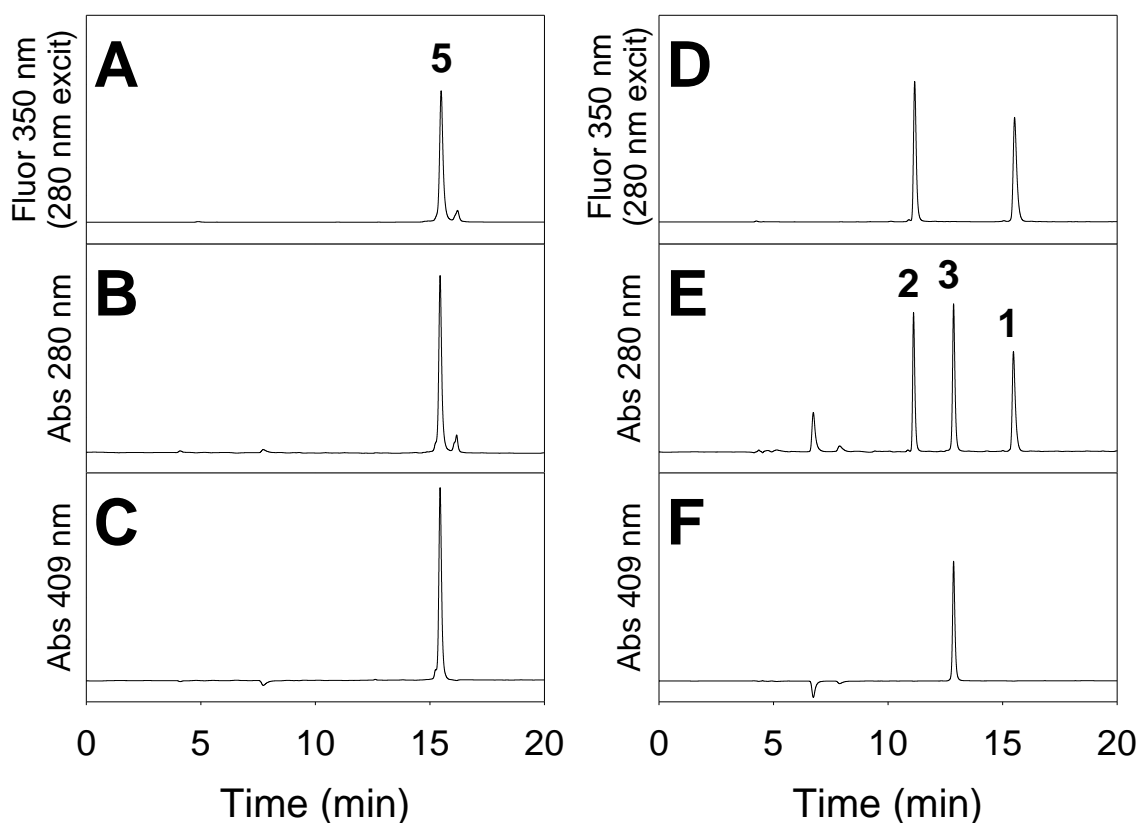 Fluor 350 nm
(280 nm excit)
A
5
Abs 280 nm
B
Abs 409 nm
C
0 5 10 15 20
Time (min)
Fluor 350 nm
(280 nm excit)
D
Abs 280 nm
E
2 3 1
Abs 409 nm
F
0 5 10 15 20
Time (min)